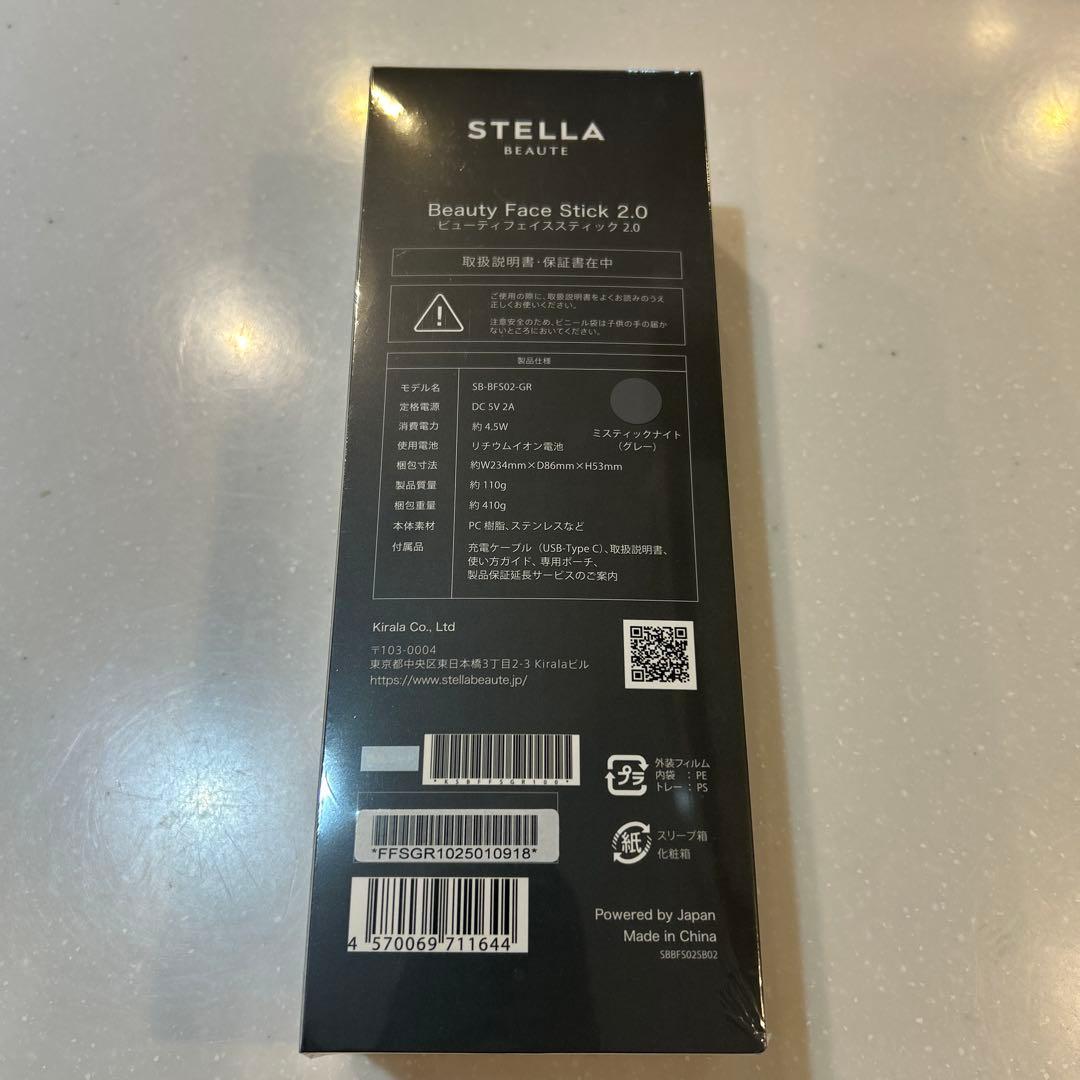 STELLA
BEAUTE
Beauty Face Stick 2.0
ビューティフェイススティック 2.0
取扱説明書・保証書在中
ご使用の際に、取扱説明書をよくお読みのうえ
正しくお使いください。
注意安全のため、ビニール袋は子供の手の届か
ないところにおいてください。
製品仕様
モデル名 SB-BFS02-GR
定格電源 DC 5V 2A
消費電力 約 4.5W
使用電池 リチウムイオン電池
ミスティックナイト
(グレー)
梱包寸法 約W234mm×D86mm×H53mm
製品質量 約 110g
梱包重量 約 410g
本体素材 PC 樹脂、ステンレスなど
付属品 充電ケーブル(USB-Type C)、取扱説明書、
使い方ガイド、専用ポーチ、
製品保証延長サービスのご案内
Kirala Co., Ltd
〒103-0004
東京都中央区東日本橋3丁目2-3 Kiralaビル
https://www.stellabeaute.jp/
*KSBFFSGR100*
プラ
外装フィルム
内袋 : PE
トレー : PS
*FFSGR1025010918*
紙
スリーブ箱
化粧箱
4 570069 711644
Powered by Japan
Made in China
SBBFS02SB02